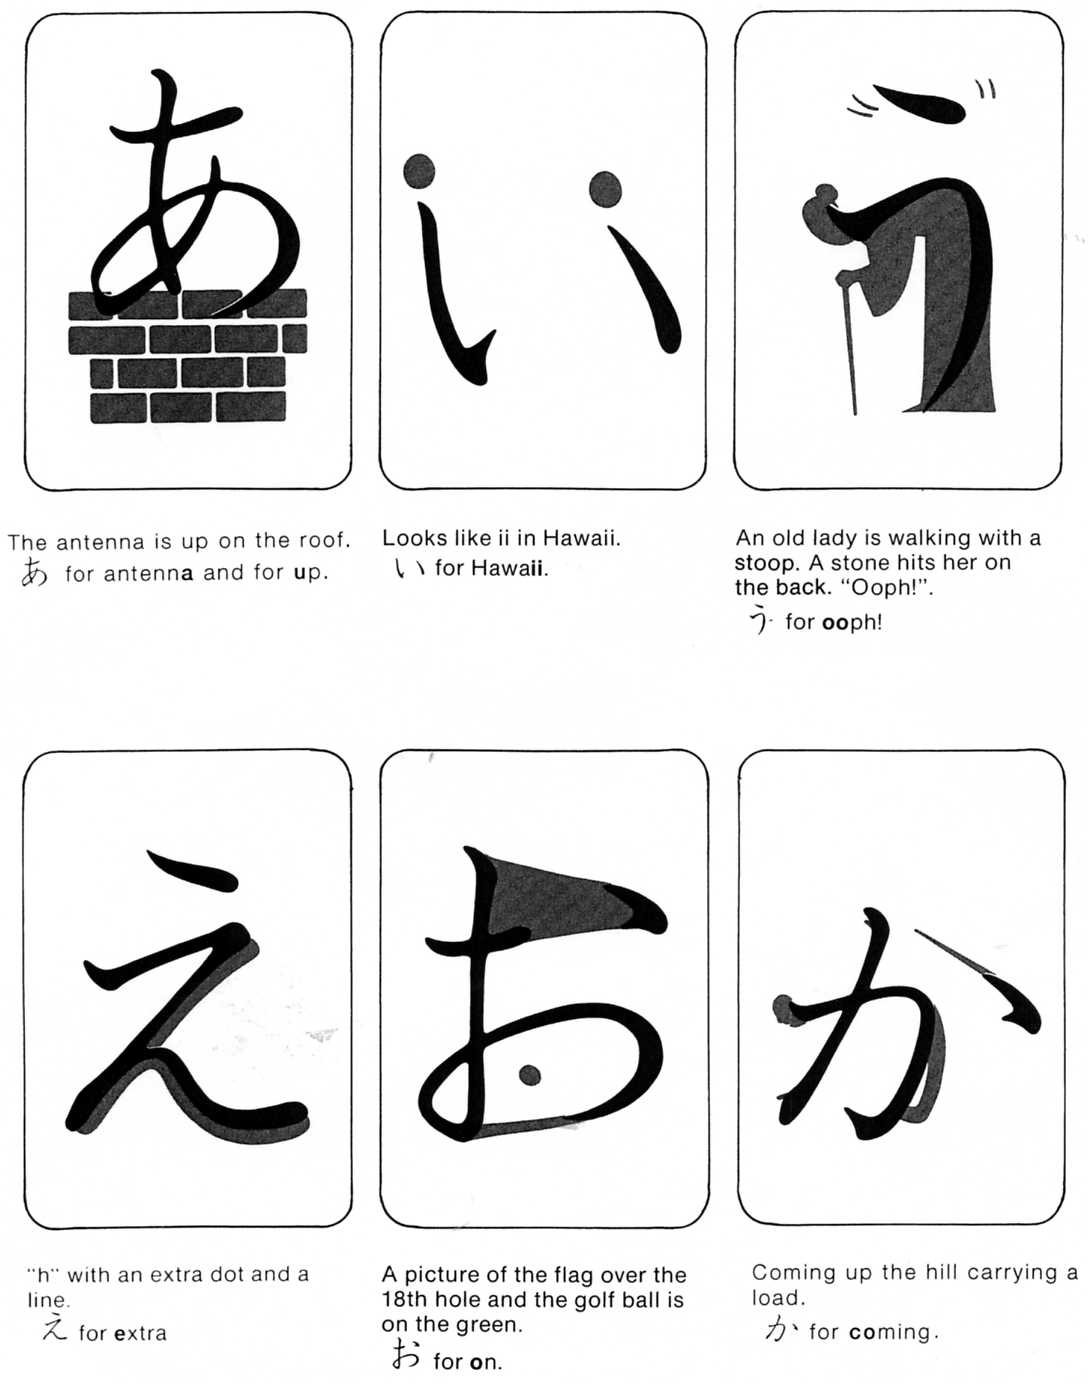 あ
い
う
The antenna is up on the roof.
あ for antenna and for up.
Looks like ii in Hawaii.
い for Hawaii.
An old lady is walking with a
stoop. A stone hits her on
the back. “Ooph!”.
う for ooph!
え
お
か
"h" with an extra dot and a
line.
え for extra
A picture of the flag over the
18th hole and the golf ball is
on the green.
お for on.
Coming up the hill carrying a
load.
か for coming.